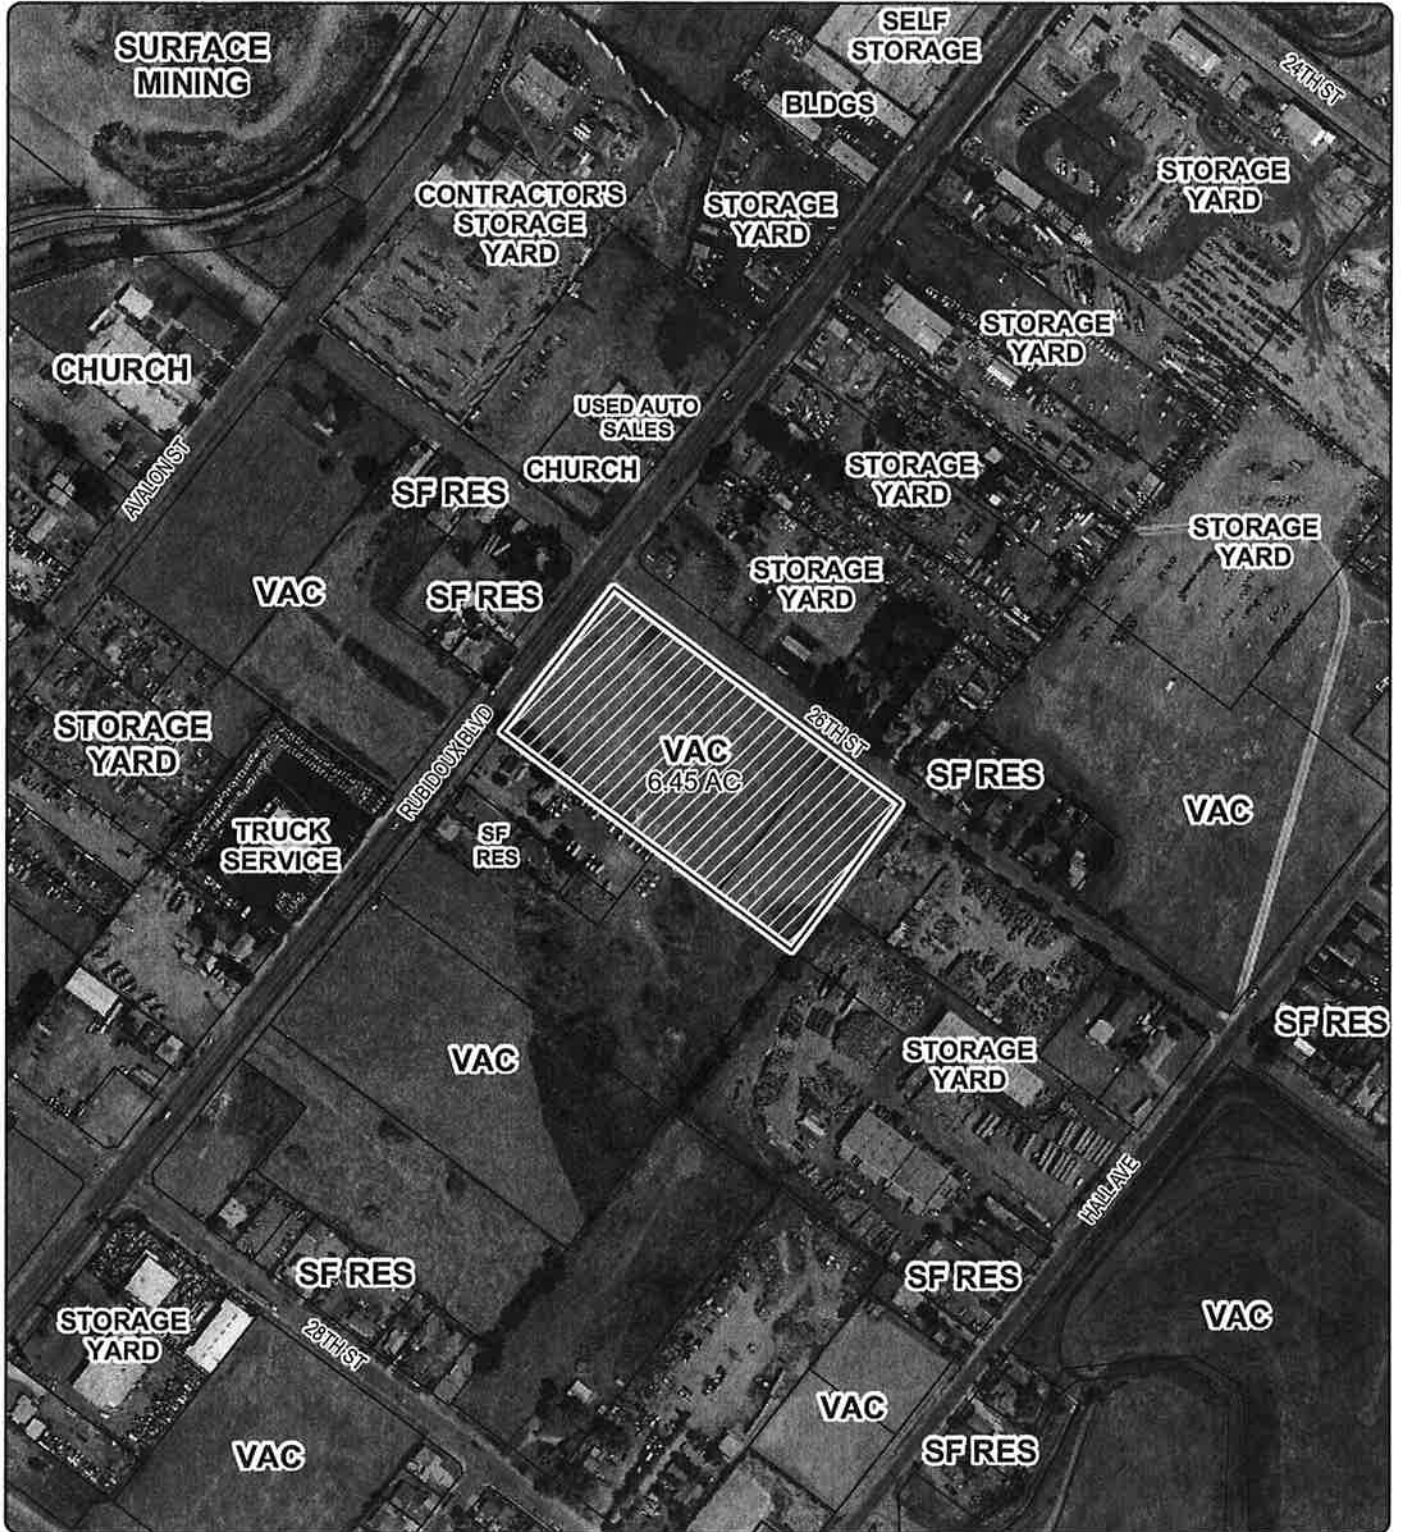 SELF
STORAGE
SURFACE
MINING
24TH ST
BLDGS
STORAGE
YARD
CONTRACTOR'S
STORAGE
YARD
STORAGE
YARD
STORAGE
YARD
CHURCH
USED AUTO
SALES
CHURCH
STORAGE
YARD
AVALON ST
SF RES
STORAGE
YARD
STORAGE
YARD
VAC
SF RES
STORAGE
YARD
RUBIDOUX BLVD
26TH ST
VAC
6.45 AC
SF RES
VAC
TRUCK
SERVICE
SF
RES
SF RES
VAC
STORAGE
YARD
HALL AVE
SF RES
SF RES
VAC
STORAGE
YARD
28TH ST
VAC
VAC
SF RES